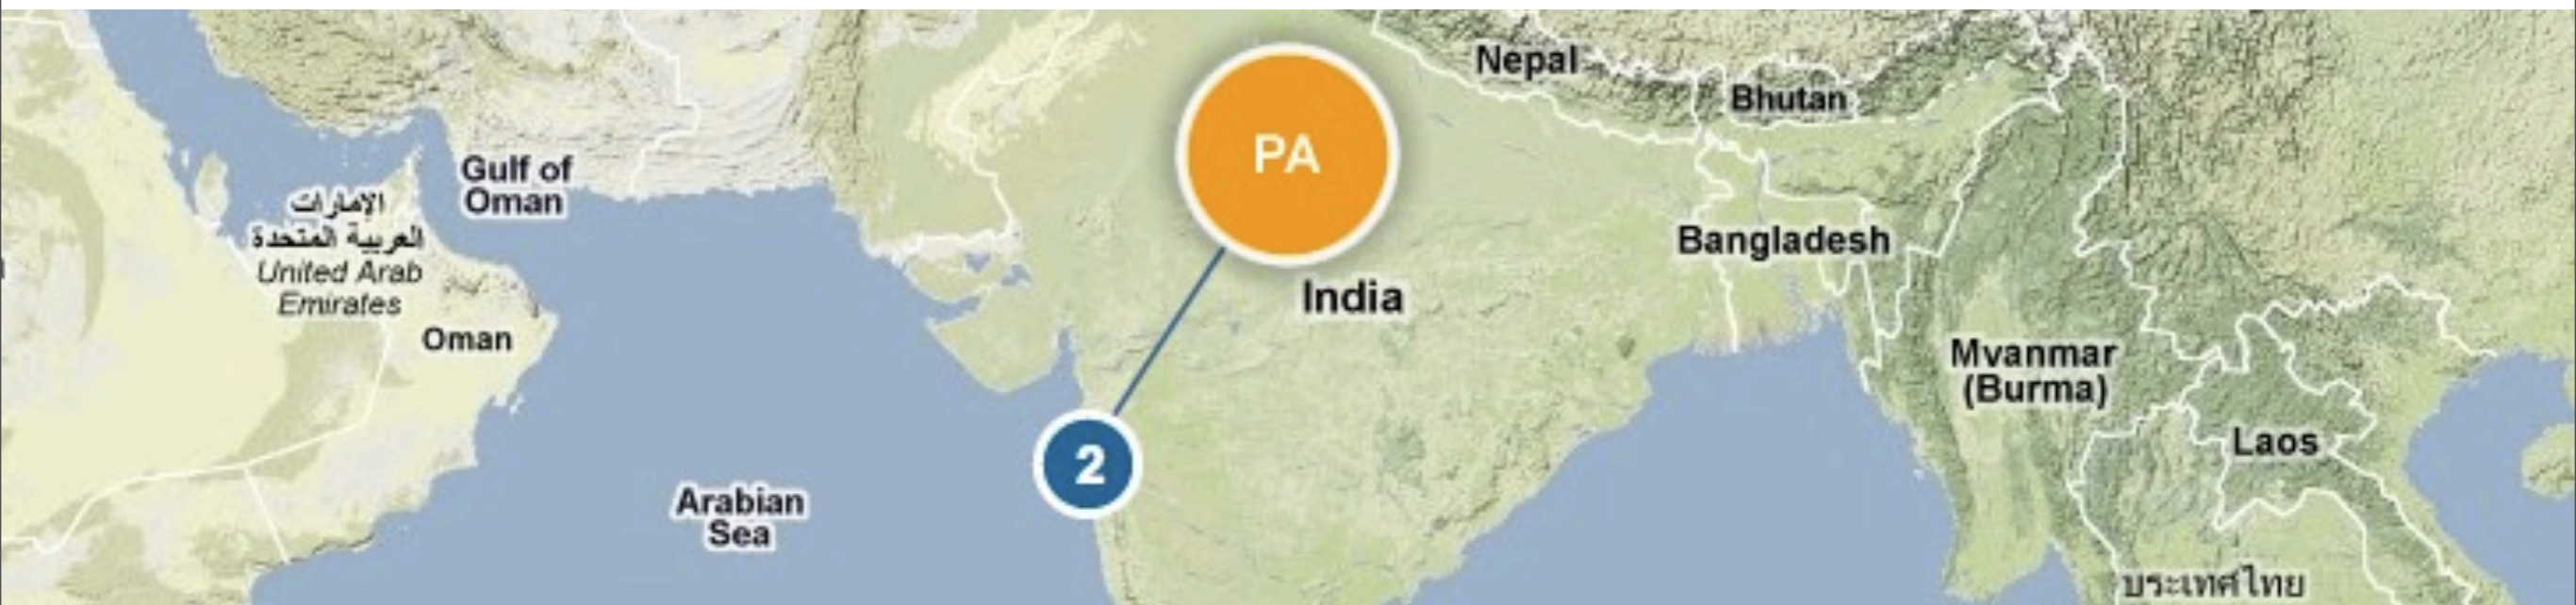 Nepal
Bhutan
PA
Gulf of
Oman
الإمارات
العربية المتحدة
United Arab
Emirates
Oman
Bangladesh
India
Mvanmar
(Burma)
Laos
2
Arabian
Sea
ประเทศไทย